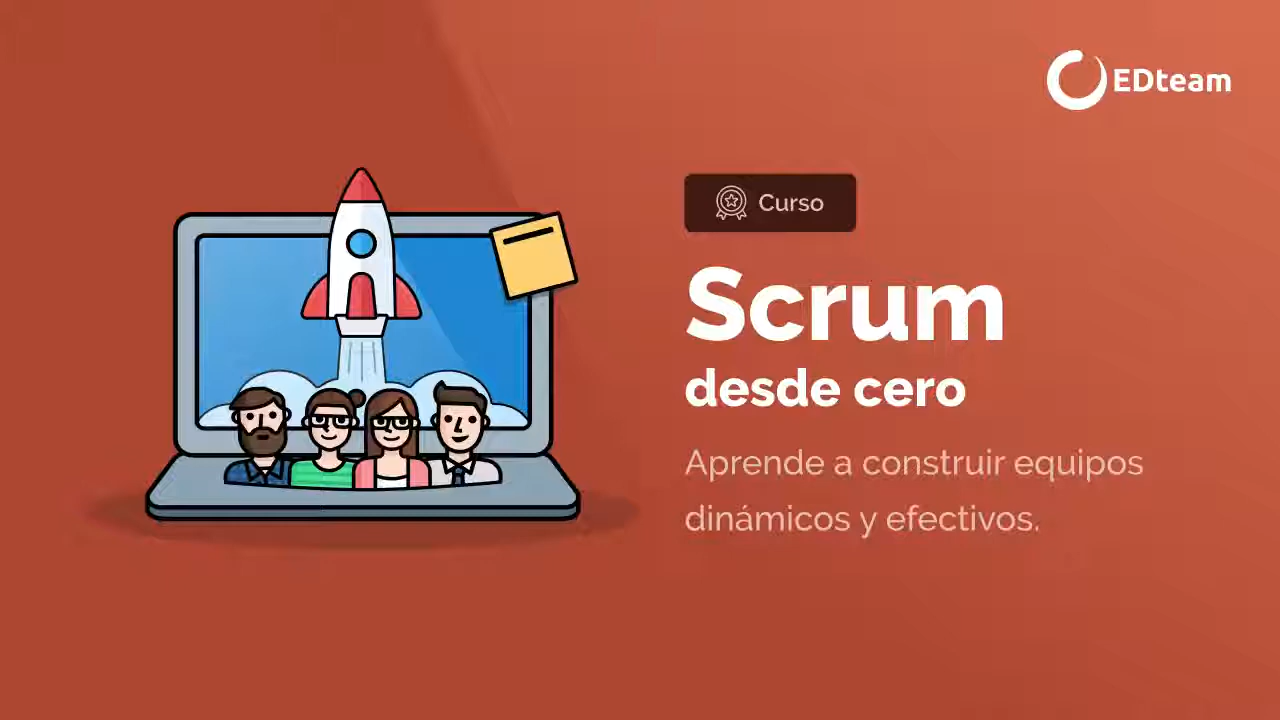 EDteam
Curso
Scrum
desde cero
Aprende a construir equipos
dinámicos y efectivos.